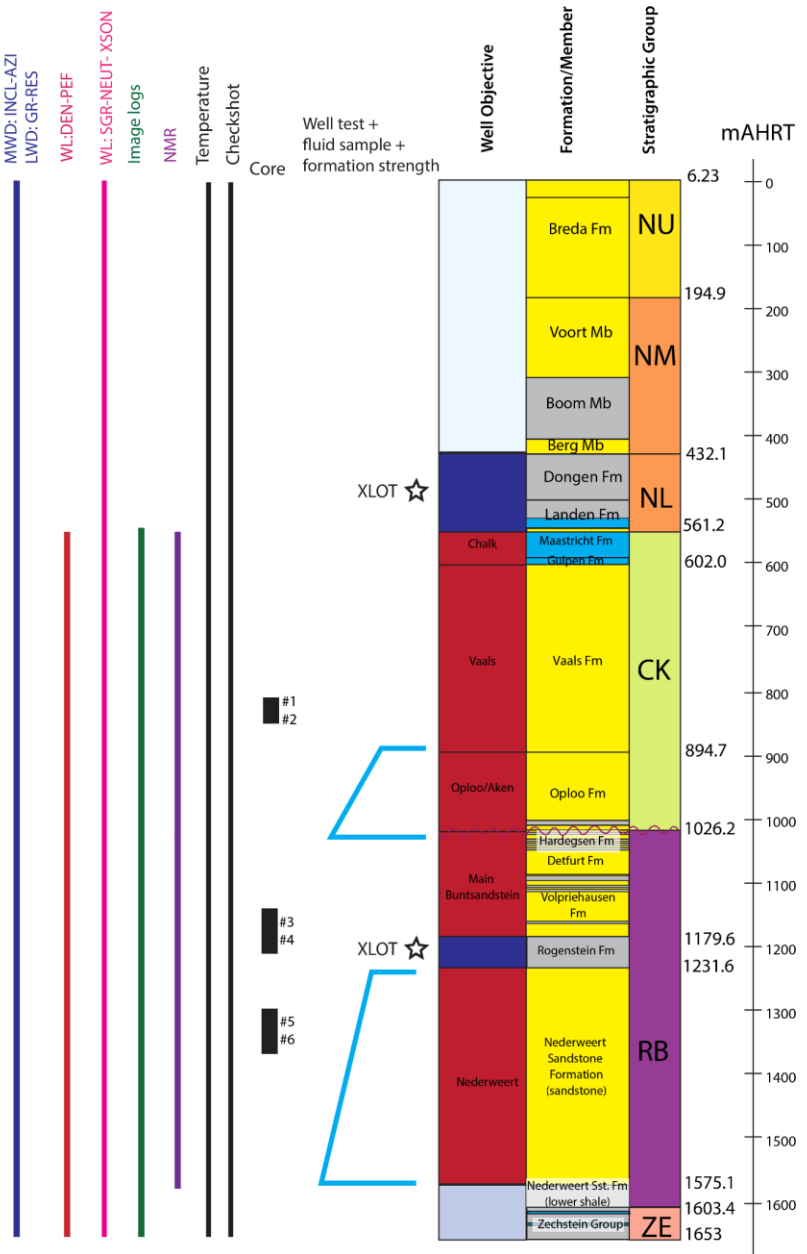 MWD: INCL-AZI
LWD: GR-RES
WL:DEN-PEF
WL: SGR-NEUT- XSON
Image logs
NMR
Temperature
Checkshot
Core
Well test +
fluid sample +
formation strength
Well Objective
Formation/Member
Stratigraphic Group
mAHRT
6.23
0
Breda Fm
NU
100
194.9
200
Voort Mb
NM
300
Boom Mb
400
Berg Mb
432.1
XLOT
Dongen Fm
NL
500
Landen Fm
561.2
Chalk
Maastricht Fm
602.0
Gulpen Fm
600
700
Vaals
Vaals Fm
CK
#1
#2
800
894.7
900
Oploo/Aken
Oploo Fm
1000
1026.2
Hardegsen Fm
Detfurt Fm
Main
Buntsandstein
1100
Volpriehausen
Fm
#3
#4
1179.6
XLOT
Rogenstein Fm
1200
1231.6
#5
#6
1300
Nederweert
Sandstone
Formation
(sandstone)
RB
Nederweert
1400
1500
1575.1
Nederweert Sst. Fm
(lower shale)
1603.4
1600
Zechstein Group
ZE
1653